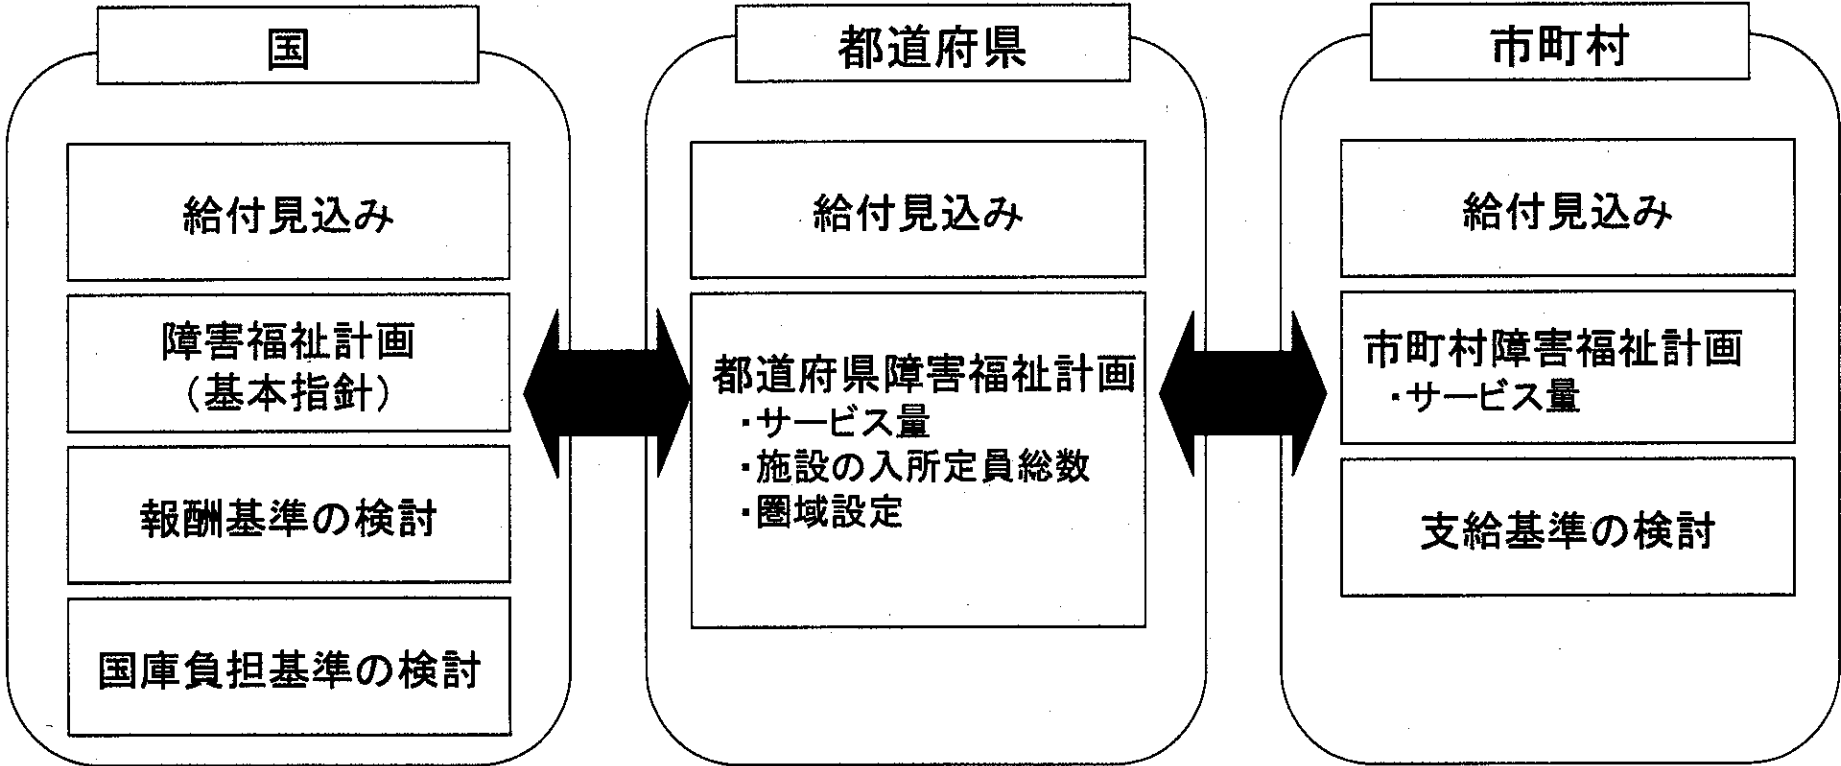 国
給付見込み
障害福祉計画
（基本指針）
報酬基準の検討
国庫負担基準の検討
都道府県
給付見込み
都道府県障害福祉計画
・サービス量
・施設の入所定員総数
・圏域設定
市町村
給付見込み
市町村障害福祉計画
・サービス量
支給基準の検討